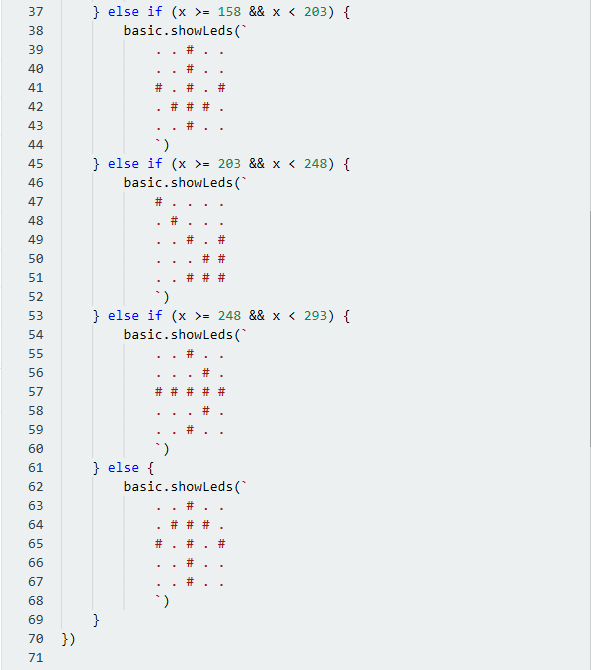 37 } else if (x >= 158 && x < 203) {
38 basic.showLeds(`
39 . . # . .
40 . . # . .
41 # . # . #
42 . # # # .
43 . . # . .
44 `)
45 } else if (x >= 203 && x < 248) {
46 basic.showLeds(`
47 # . . . .
48 . # . . .
49 . . # . #
50 . . . # #
51 . . # # #
52 `)
53 } else if (x >= 248 && x < 293) {
54 basic.showLeds(`
55 . . # . .
56 . . . # .
57 # # # # #
58 . . . # .
59 . . # . .
60 `)
61 } else {
62 basic.showLeds(`
63 . . # . .
64 . # # # .
65 # . # . #
66 . . # . .
67 . . # . .
68 `)
69 }
70 })
71